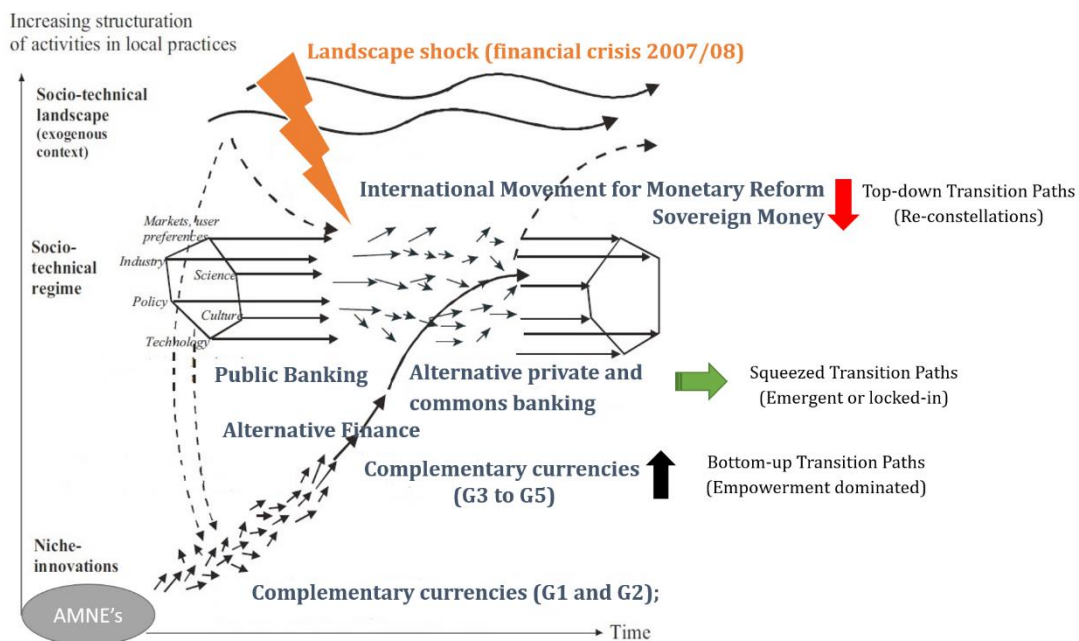 Increasing structuration
of activities in local practices
Landscape shock (financial crisis 2007/08)
Socio-technical
landscape
(exogenous
context)
International Movement for Monetary Reform
Sovereign Money
Top-down Transition Paths
(Re-constellations)
Markets, user
preferences
Socio-
technical
regime
Industry
Science
Policy
Culture
Technology
Public Banking
Alternative private and
commons banking
Squeezed Transition Paths
(Emergent or locked-in)
Alternative Finance
Complementary currencies
(G3 to G5)
Bottom-up Transition Paths
(Empowerment dominated)
Niche-
innovations
Complementary currencies (G1 and G2);
AMNE's
Time